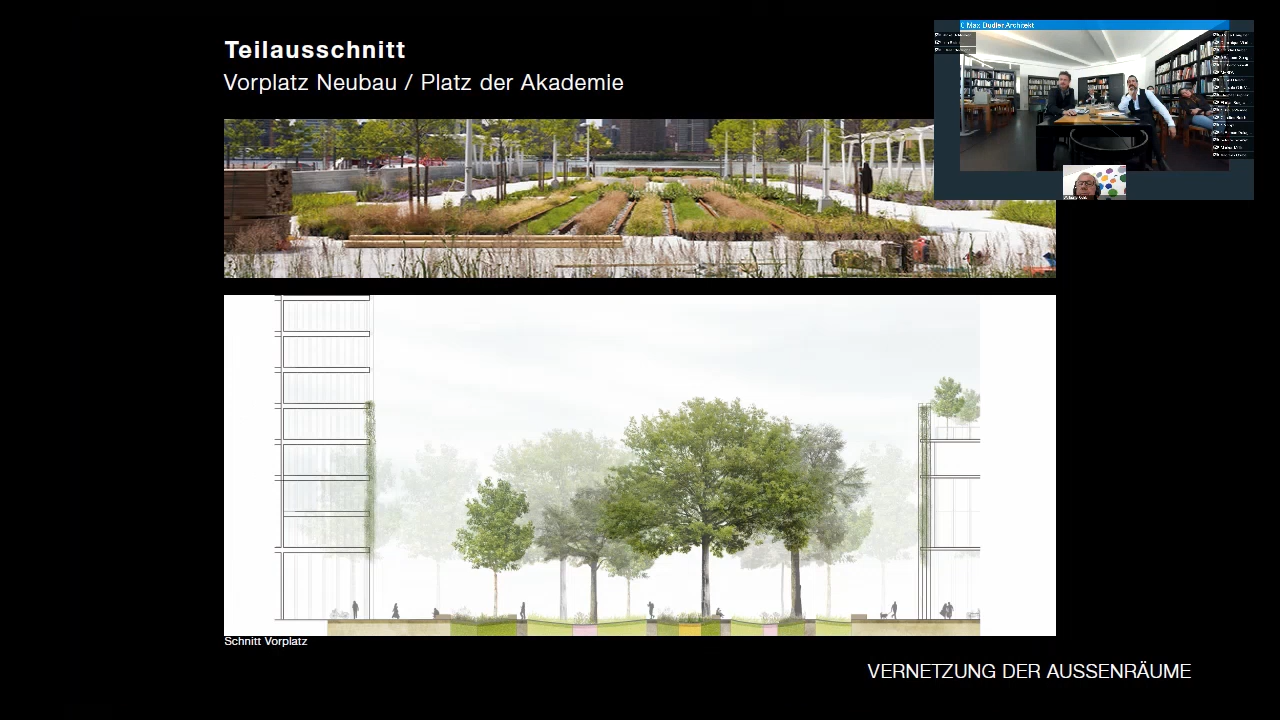 Teilausschnitt
Vorplatz Neubau / Platz der Akademie
Max Dudler Architekt
Schnitt Vorplatz
VERNETZUNG DER AUSSENRÄUME